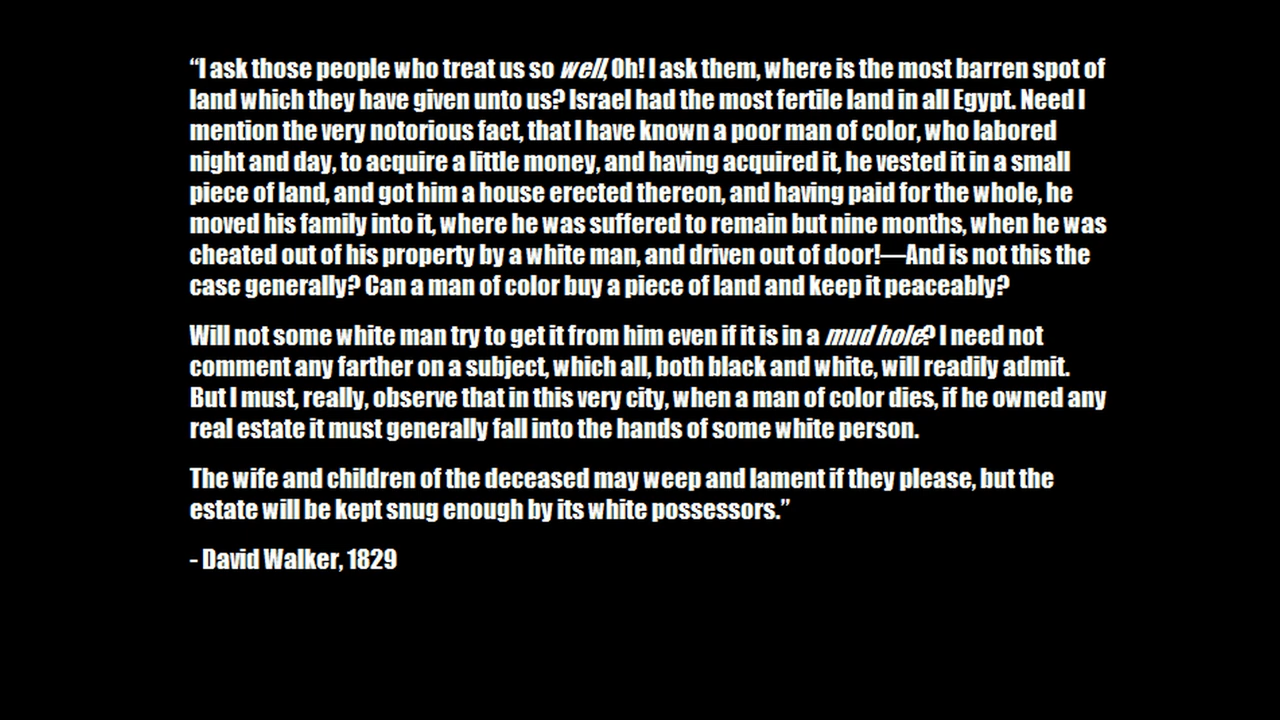 “I ask those people who treat us so well, Oh! I ask them, where is the most barren spot of
land which they have given unto us? Israel had the most fertile land in all Egypt. Need I
mention the very notorious fact, that I have known a poor man of color, who labored
night and day, to acquire a little money, and having acquired it, he vested it in a small
piece of land, and got him a house erected thereon, and having paid for the whole, he
moved his family into it, where he was suffered to remain but nine months, when he was
cheated out of his property by a white man, and driven out of door!—And is not this the
case generally? Can a man of color buy a piece of land and keep it peaceably?
Will not some white man try to get it from him even if it is in a mud hole? I need not
comment any farther on a subject, which all, both black and white, will readily admit.
But I must, really, observe that in this very city, when a man of color dies, if he owned any
real estate it must generally fall into the hands of some white person.
The wife and children of the deceased may weep and lament if they please, but the
estate will be kept snug enough by its white possessors.”
- David Walker, 1829